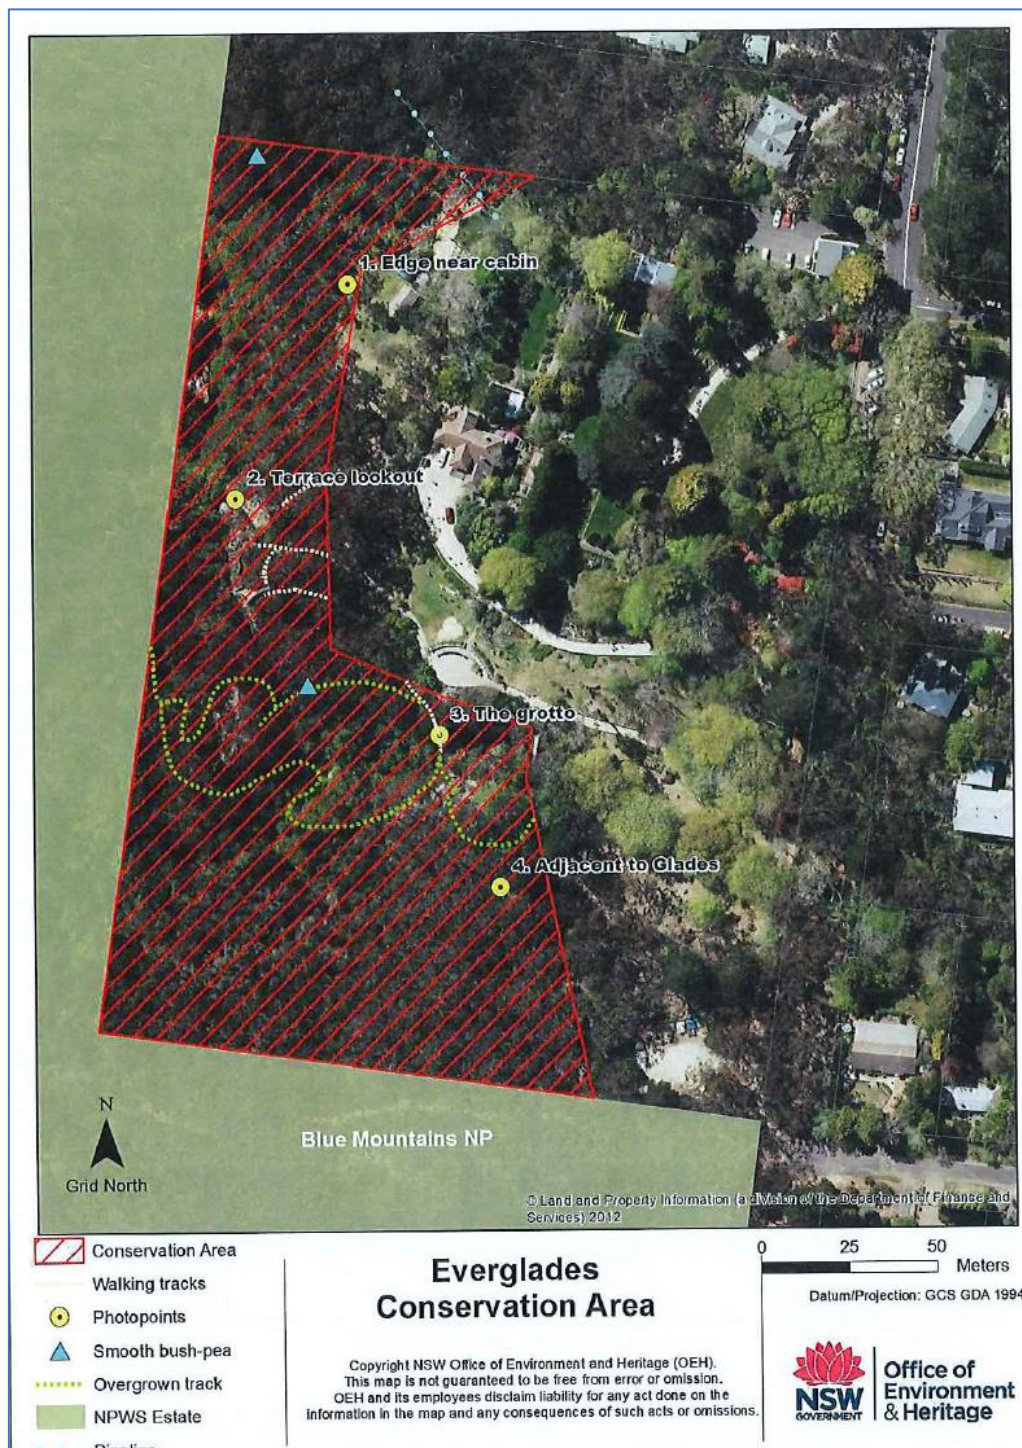 1. Edge near cabin
2. Terrace lookout
3. The grotto
4. Adjacent to Glades
N
Grid North
Blue Mountains NP
© Land and Property Information (a division of the Department of Finance and
Services) 2012
Conservation Area
Walking tracks
Photopoints
Smooth bush-pea
Overgrown track
NPWS Estate
Pipeline
Everglades
Conservation Area
Copyright NSW Office of Environment and Heritage (OEH).
This map is not guaranteed to be free from error or omission.
OEH and its employees disclaim liability for any act done on the
information in the map and any consequences of such acts or omissions.
0 25 50
Meters
Datum/Projection: GCS GDA 1994
NSW
GOVERNMENT
Office of
Environment
& Heritage